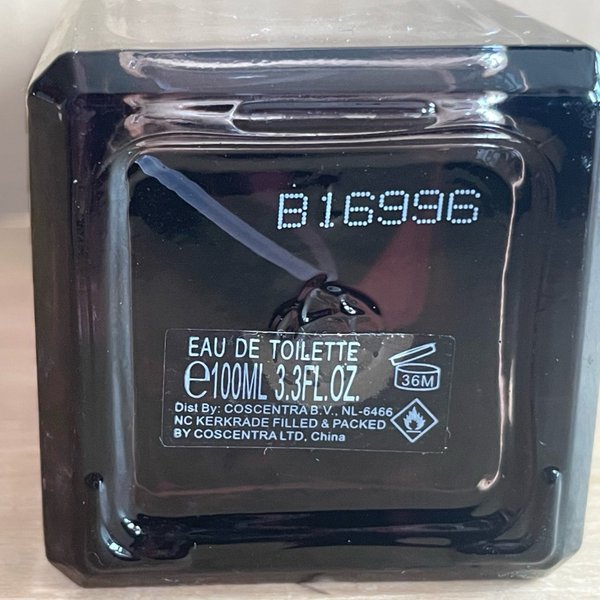 B16996
EAU DE TOILETTE
℮100ML 3.3FL.OZ.
36M
Dist By: COSCENTRA B.V., NL-6466
NC KERKRADE FILLED & PACKED
BY COSCENTRA LTD, China